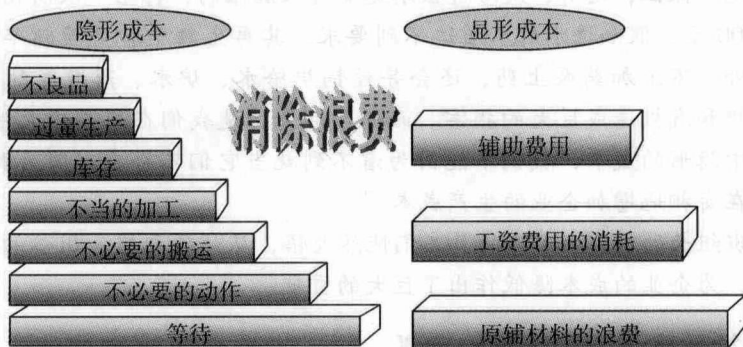 隐形成本
显形成本
消除浪费
不良品
过量生产
库存
不当的加工
不必要的搬运
不必要的动作
等待
辅助费用
工资费用的消耗
原辅材料的浪费